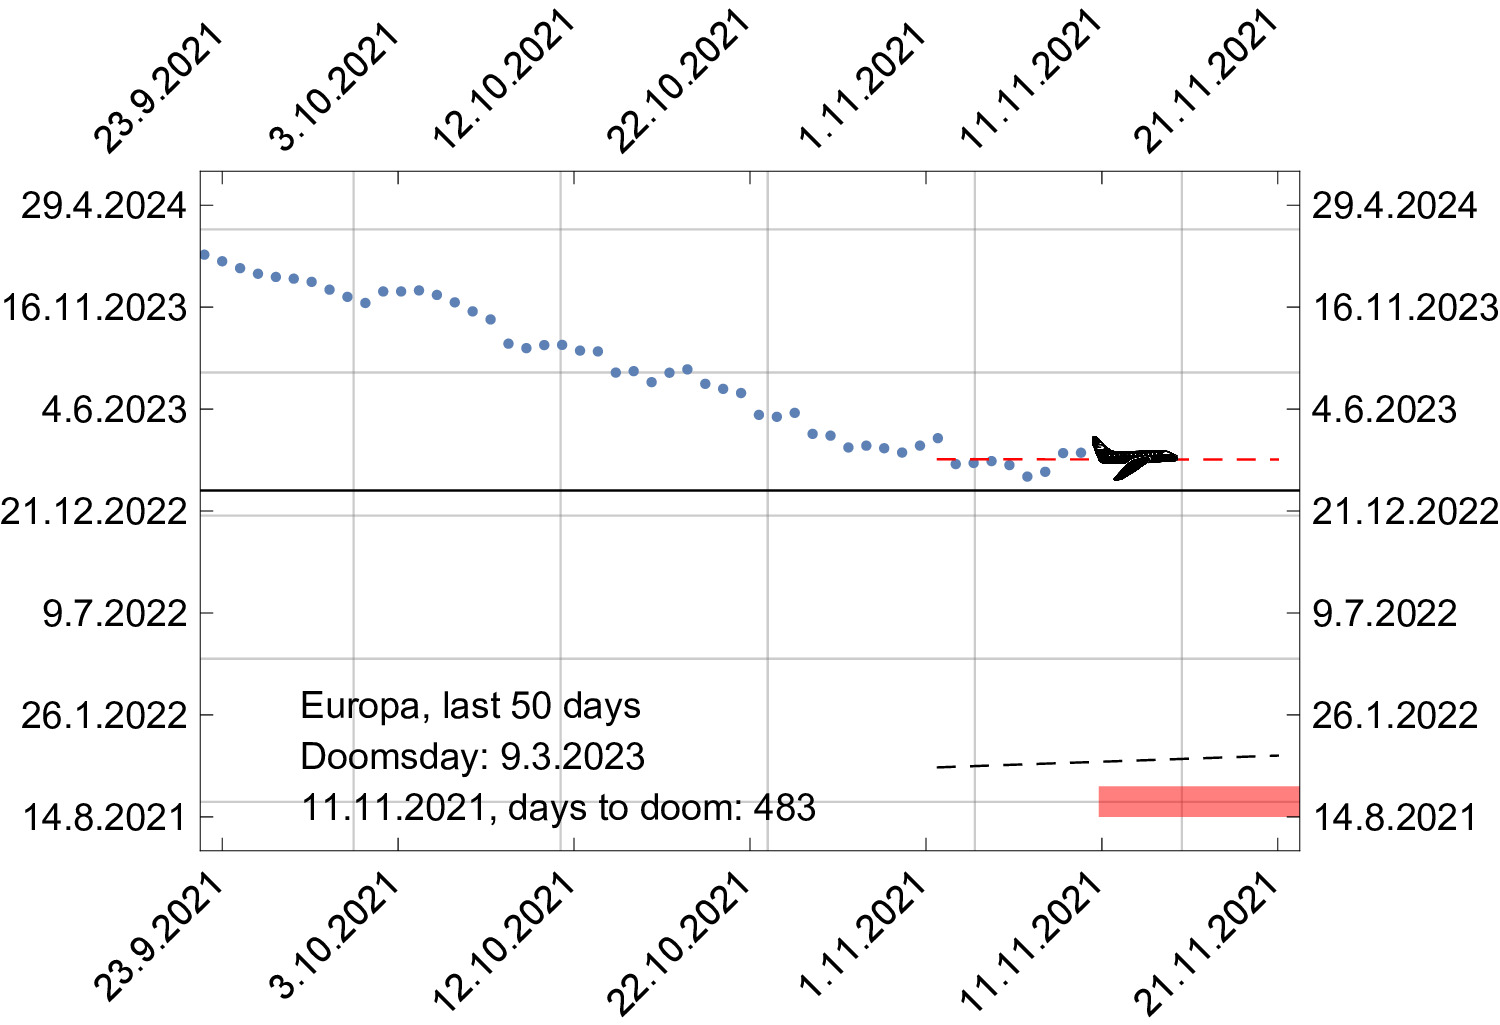 23.9.2021 3.10.2021 12.10.2021 22.10.2021 1.11.2021 11.11.2021 21.11.2021
29.4.2024 29.4.2024
16.11.2023 16.11.2023
4.6.2023 4.6.2023
21.12.2022 21.12.2022
9.7.2022 9.7.2022
Europa, last 50 days
26.1.2022 26.1.2022
Doomsday: 9.3.2023
11.11.2021, days to doom: 483
14.8.2021 14.8.2021
23.9.2021 3.10.2021 12.10.2021 22.10.2021 1.11.2021 11.11.2021 21.11.2021